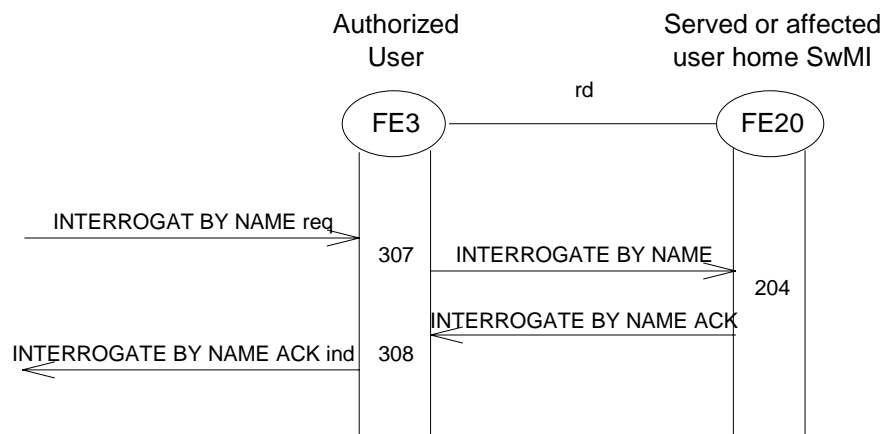 Authorized
User
Served or affected
user home SwMI
rd
FE3
FE20
INTERROGAT BY NAME req
307
INTERROGATE BY NAME
204
INTERROGATE BY NAME ACK
INTERROGATE BY NAME ACK ind
308